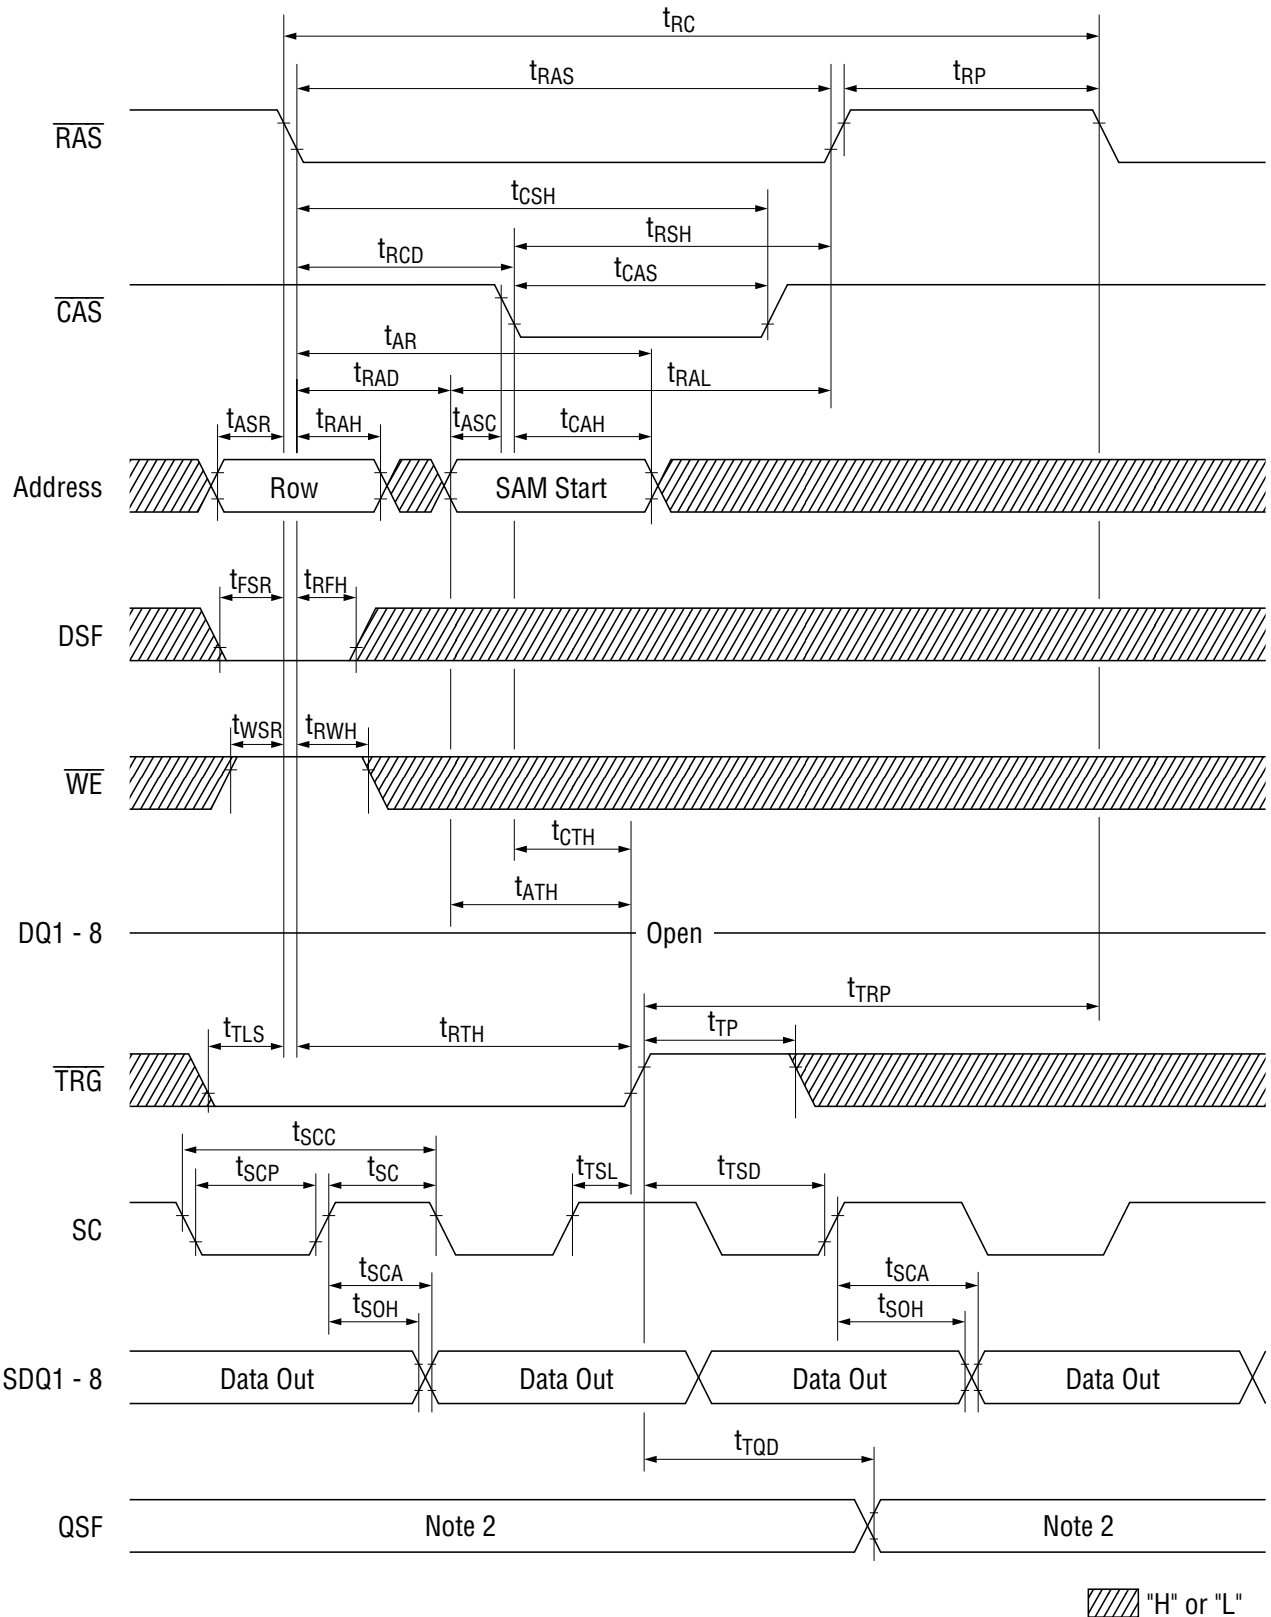 tRC
tRAS tRP
RAS
tCSH
tRSH
tRCD
tCAS
CAS
tAR
tRAD tRAL
tASR tRAH tASC tCAH
Address Row SAM Start
tFSR tRFH
DSF
tWSR tRWH
WE
tCTH
tATH
DQ1 - 8 Open
tTRP
tTLS tRTH tTP
TRG
tSCC
tSCP tSC tTSL tTSD
SC
tSCA tSCA
tSOH tSOH
SDQ1 - 8 Data Out Data Out Data Out Data Out
tTQD
QSF Note 2 Note 2
"H" or "L"